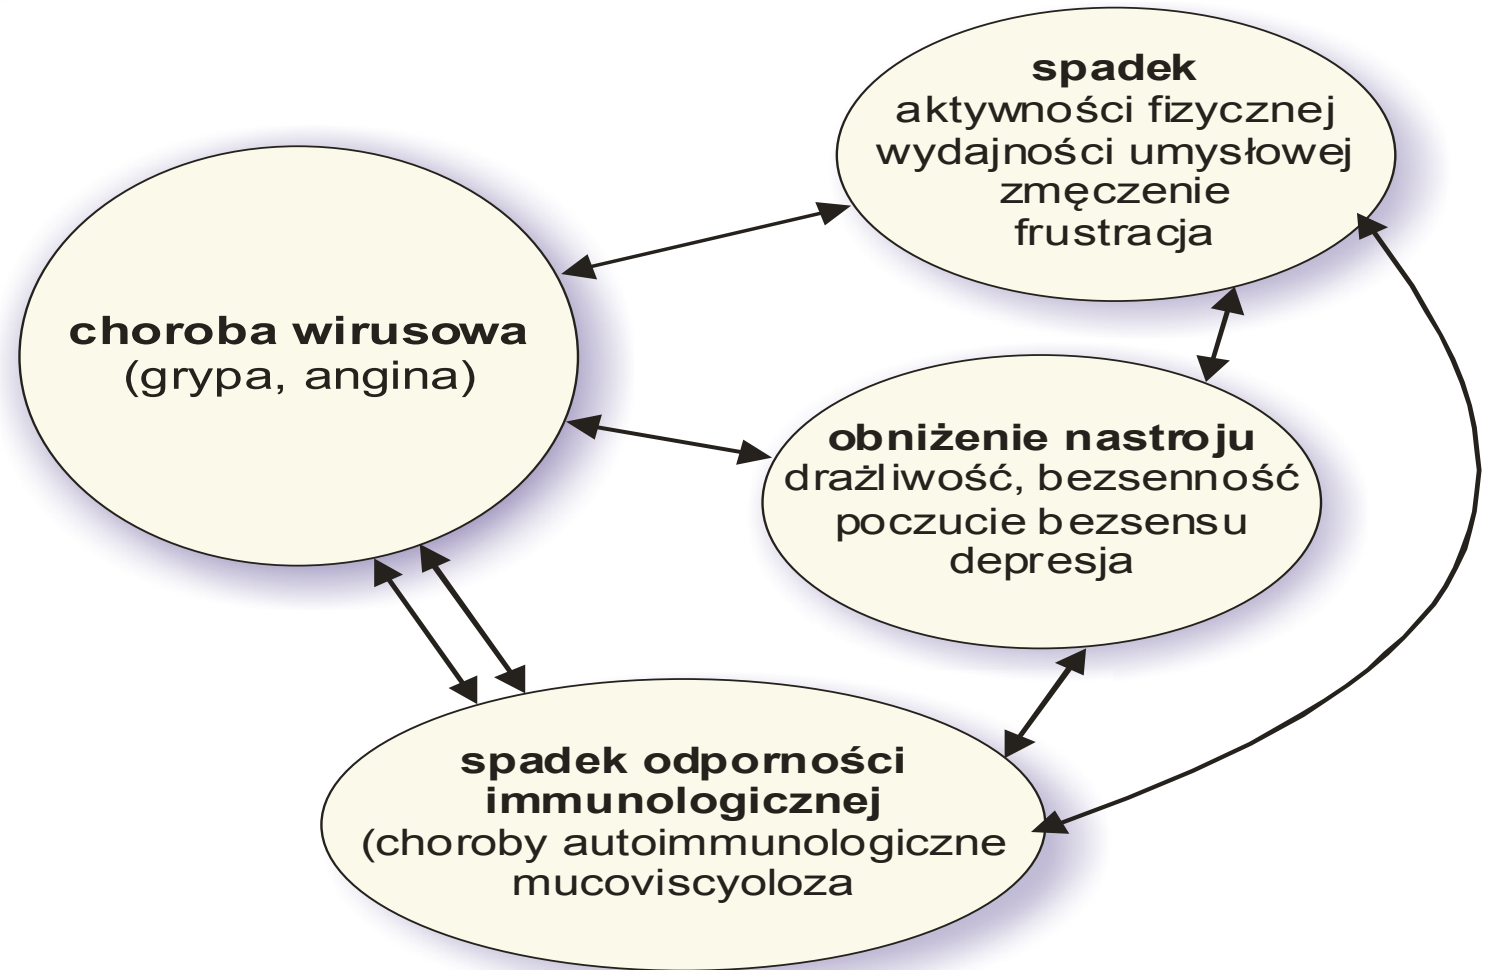 spadek
aktywności fizycznej
wydajności umysłowej
zmęczenie
frustracja
choroba wirusowa
(grypa, angina)
obniżenie nastroju
drażliwość, bezsenność
poczucie bezsensu
depresja
spadek odporności
immunologicznej
(choroby autoimmunologiczne
mucoviscyoloza